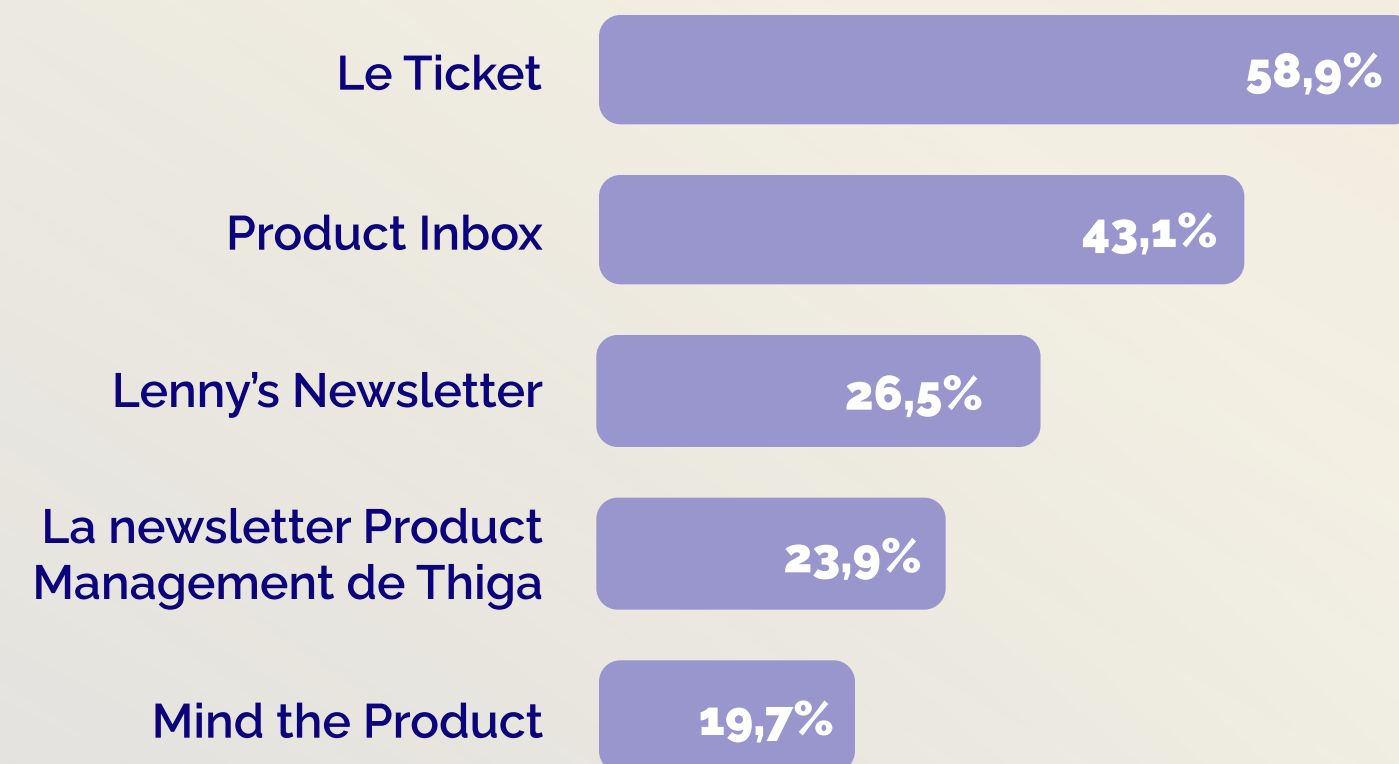 Le Ticket
58,9%
Product Inbox
43,1%
Lenny’s Newsletter
26,5%
La newsletter Product
Management de Thiga
23,9%
Mind the Product
19,7%